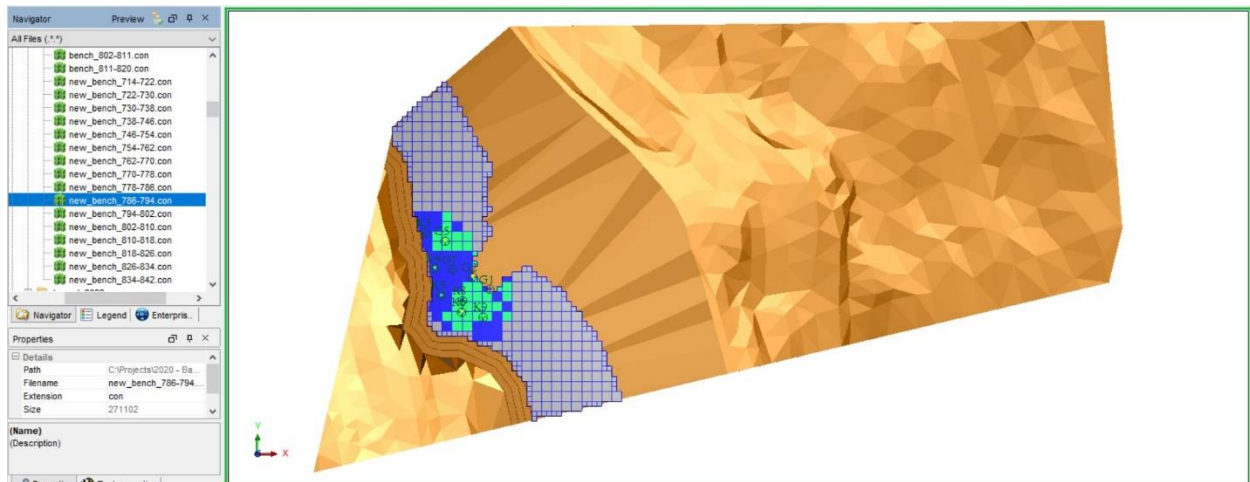 Navigator
Preview
All Files (.*.*)
bench_802-811.con
bench_811-820.con
new_bench_714-722.con
new_bench_722-730.con
new_bench_730-738.con
new_bench_738-746.con
new_bench_746-754.con
new_bench_754-762.con
new_bench_762-770.con
new_bench_770-778.con
new_bench_778-786.con
new_bench_786-794.con
new_bench_794-802.con
new_bench_802-810.con
new_bench_810-818.con
new_bench_818-826.con
new_bench_826-834.con
new_bench_834-842.con
Navigator Legend Enterpris..
Properties
Details
Path C:\Projects\2020 - Ba...
Filename new_bench_786-794....
Extension con
Size 271102
(Name)
(Description)
G1
K9
Y
X